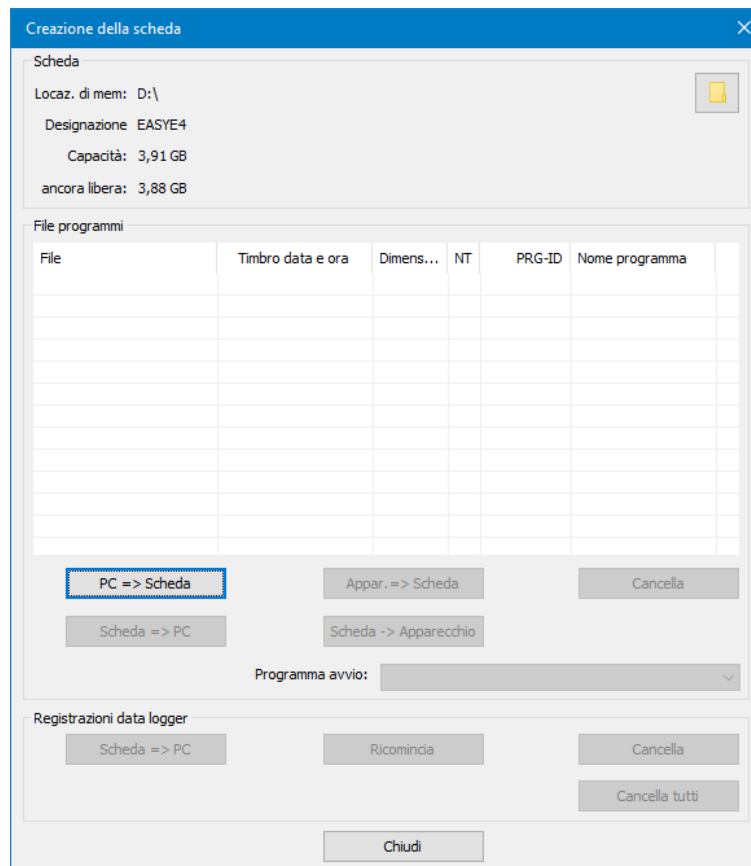 Creazione della scheda
Scheda
Locaz. di mem: D:\
Designazione EASYE4
Capacità: 3,91 GB
ancora libera: 3,88 GB
File programmi
File Timbro data e ora Dimens... NT PRG-ID Nome programma
PC => Scheda Appar. => Scheda Cancella
Scheda => PC Scheda -> Apparecchio
Programma avvio:
Registrazioni data logger
Scheda => PC Ricomincia Cancella
Cancella tutti
Chiudi